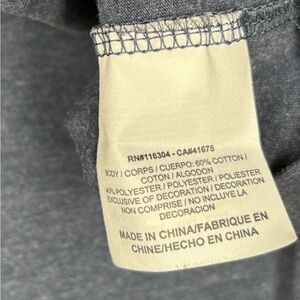 RN#116304 - CA#41675
BODY / CORPS / CUERPO: 60% COTTON /
COTON / ALGODON
40% POLYESTER / POLYESTER / POLIESTER
EXCLUSIVE OF DECORATION / DECORATION
NON COMPRISE / NO INCLUYE LA
DECORACION
MADE IN CHINA/FABRIQUE EN
CHINE/HECHO EN CHINA